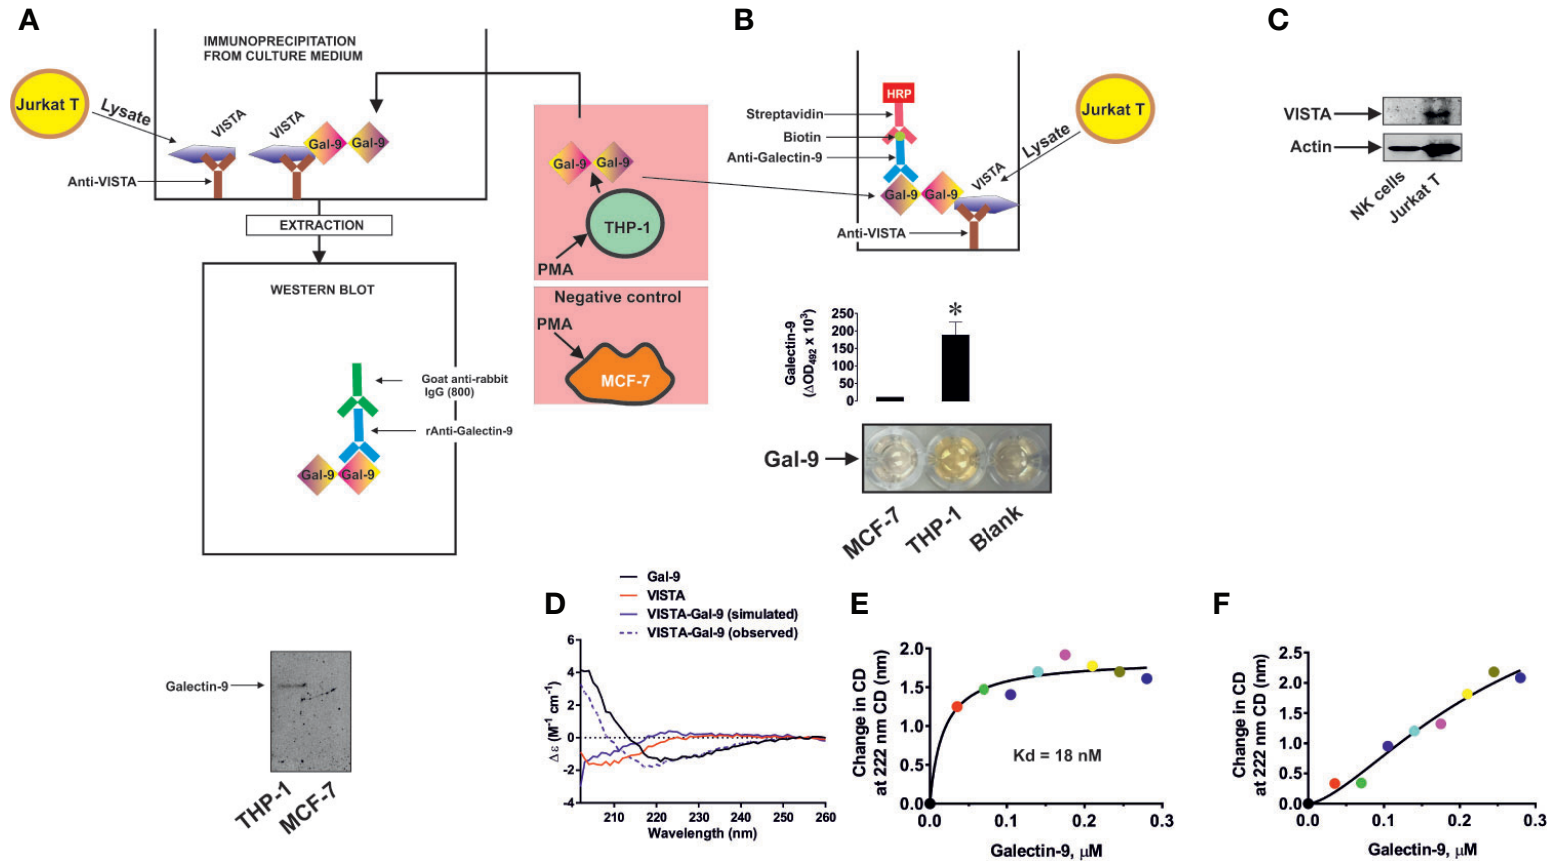 A
IMMUNOPRECIPITATION
FROM CULTURE MEDIUM
Jurkat T
Lysate
VISTA
VISTA
Gal-9
Gal-9
Anti-VISTA
EXTRACTION
WESTERN BLOT
Goat anti-rabbit
IgG (800)
rAnti-Galectin-9
Gal-9
Gal-9
Galectin-9
THP-1
MCF-7
Gal-9
Gal-9
THP-1
PMA
Negative control
PMA
MCF-7
B
HRP
Streptavidin
Biotin
Anti-Galectin-9
Jurkat T
Lysate
VISTA
Gal-9
Gal-9
Anti-VISTA
Galectin-9
(ΔOD492 x 10³)
250
200
150
100
50
0
*
Gal-9
MCF-7
THP-1
Blank
C
VISTA
Actin
NK cells
Jurkat T
D
Gal-9
VISTA
VISTA-Gal-9 (simulated)
VISTA-Gal-9 (observed)
Δε (M⁻¹ cm⁻¹)
6
4
2
0
-2
-4
210
220
230
240
250
260
Wavelength (nm)
E
Change in CD
at 222 nm CD (nm)
2.0
1.5
1.0
0.5
0.0
Kd = 18 nM
0.0
0.1
0.2
0.3
Galectin-9, μM
F
Change in CD
at 222 nm CD (nm)
2.5
2.0
1.5
1.0
0.5
0.0
0.0
0.1
0.2
0.3
Galectin-9, μM